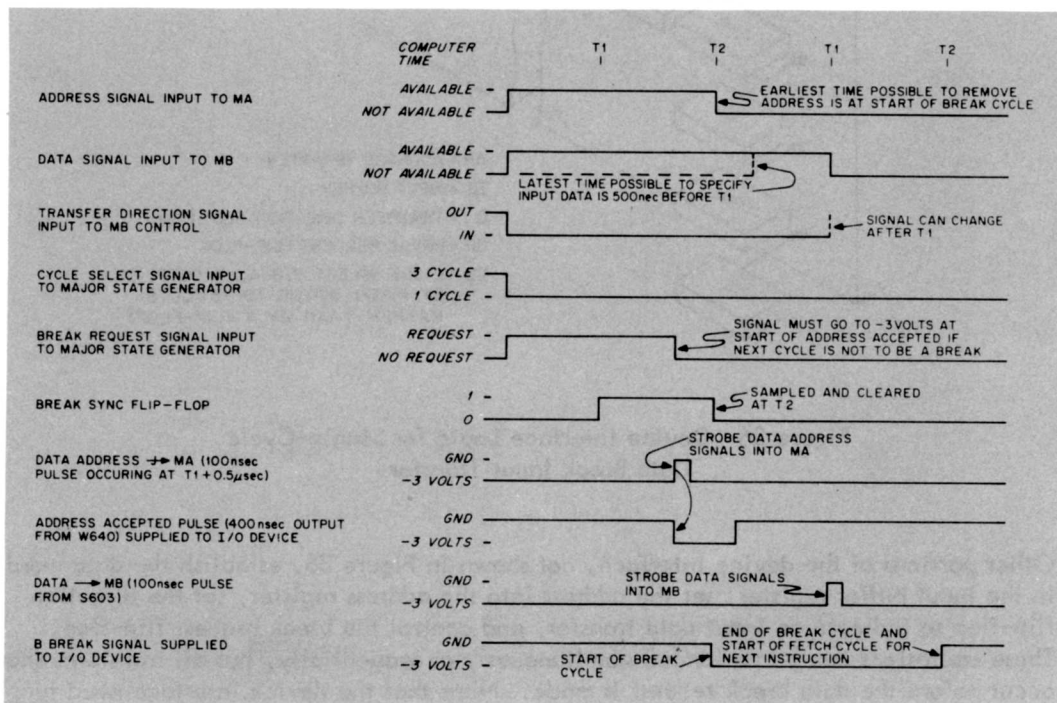 COMPUTER TIME T1 T2 T1 T2
ADDRESS SIGNAL INPUT TO MA
AVAILABLE
NOT AVAILABLE
EARLIEST TIME POSSIBLE TO REMOVE
ADDRESS IS AT START OF BREAK CYCLE
DATA SIGNAL INPUT TO MB
AVAILABLE
NOT AVAILABLE
LATEST TIME POSSIBLE TO SPECIFY
INPUT DATA IS 500nec BEFORE T1
TRANSFER DIRECTION SIGNAL
INPUT TO MB CONTROL
OUT
IN
SIGNAL CAN CHANGE
AFTER T1
CYCLE SELECT SIGNAL INPUT
TO MAJOR STATE GENERATOR
3 CYCLE
1 CYCLE
BREAK REQUEST SIGNAL INPUT
TO MAJOR STATE GENERATOR
REQUEST
NO REQUEST
SIGNAL MUST GO TO -3 VOLTS AT
START OF ADDRESS ACCEPTED IF
NEXT CYCLE IS NOT TO BE A BREAK
BREAK SYNC FLIP-FLOP
1
0
SAMPLED AND CLEARED
AT T2
DATA ADDRESS -J→ MA (100nsec
PULSE OCCURING AT T1+0.5μsec)
GND
-3 VOLTS
STROBE DATA ADDRESS
SIGNALS INTO MA
ADDRESS ACCEPTED PULSE (400nsec OUTPUT
FROM W640) SUPPLIED TO I/O DEVICE
GND
-3 VOLTS
DATA → MB (100nsec PULSE
FROM S603)
GND
-3 VOLTS
STROBE DATA SIGNALS
INTO MB
B BREAK SIGNAL SUPPLIED
TO I/O DEVICE
GND
-3 VOLTS
START OF BREAK
CYCLE
END OF BREAK CYCLE AND
START OF FETCH CYCLE FOR
NEXT INSTRUCTION